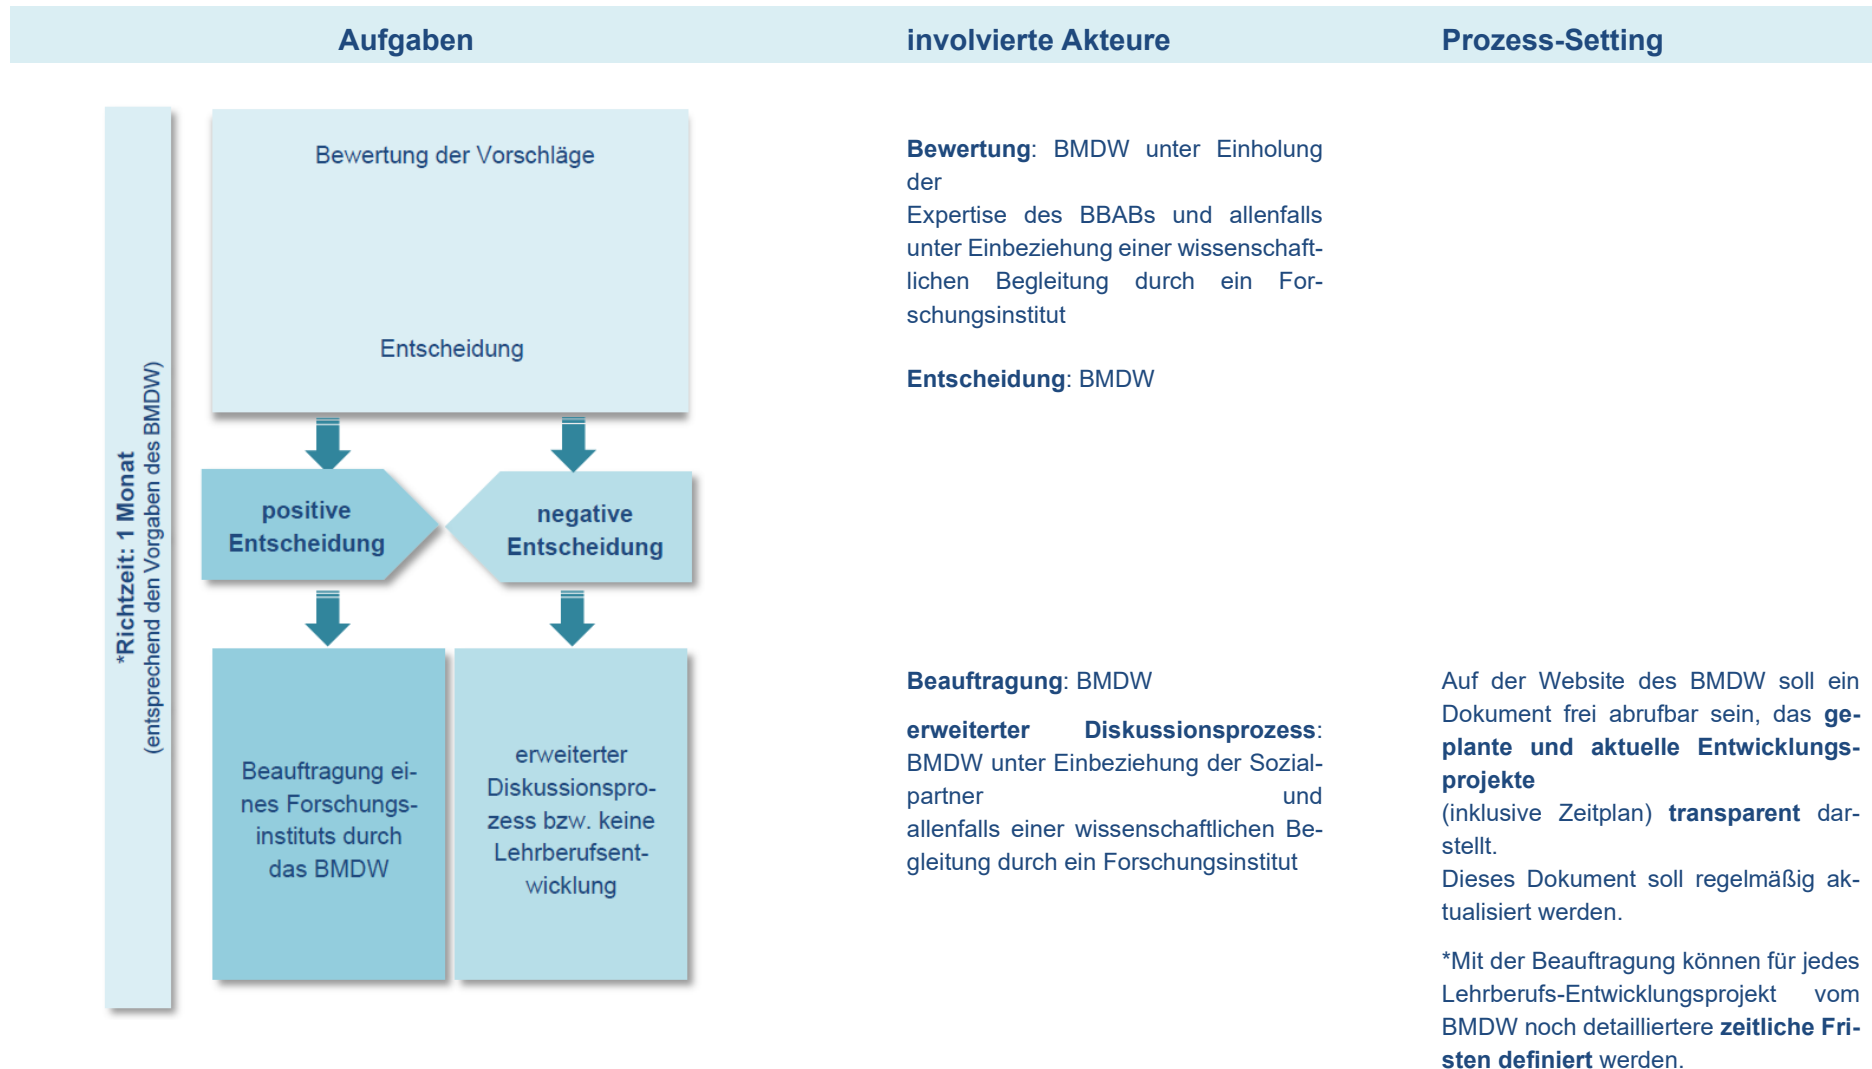 Aufgaben
involvierte Akteure
Prozess-Setting
*Richtzeit: 1 Monat
(entsprechend den Vorgaben des BMDW)
Bewertung der Vorschläge
Entscheidung
positive
Entscheidung
negative
Entscheidung
Beauftragung ei-
nes Forschungs-
instituts durch
das BMDW
erweiterter
Diskussionspro-
zess bzw. keine
Lehrberufsent-
wicklung
Bewertung: BMDW unter Einholung
der
Expertise des BBABs und allenfalls
unter Einbeziehung einer wissenschaft-
lichen Begleitung durch ein For-
schungsinstitut
Entscheidung: BMDW
Beauftragung: BMDW
erweiterter Diskussionsprozess:
BMDW unter Einbeziehung der Sozial-
partner und
allenfalls einer wissenschaftlichen Be-
gleitung durch ein Forschungsinstitut
Auf der Website des BMDW soll ein
Dokument frei abrufbar sein, das ge-
plante und aktuelle Entwicklungs-
projekte
(inklusive Zeitplan) transparent dar-
stellt.
Dieses Dokument soll regelmäßig ak-
tualisiert werden.
*Mit der Beauftragung können für jedes
Lehrberufs-Entwicklungsprojekt vom
BMDW noch detailliertere zeitliche Fri-
sten definiert werden.